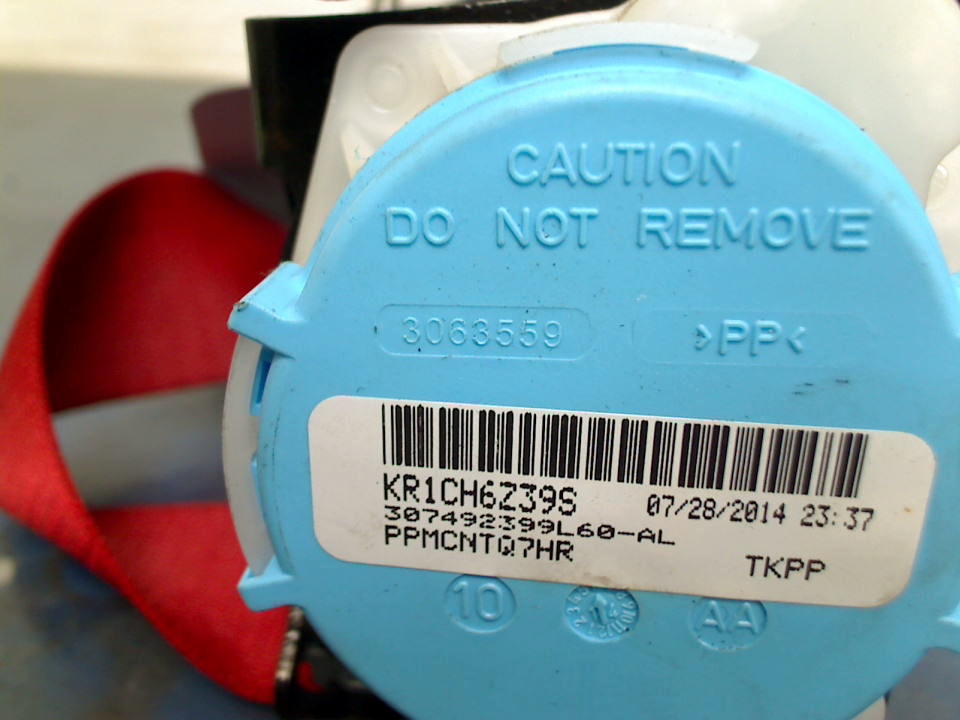 CAUTION
DO NOT REMOVE
3063559 >PP<
KR1CH6Z39S 07/28/2014 23:37
307492399L60-AL
PPMCNTQ7HR TKPP
10 AA